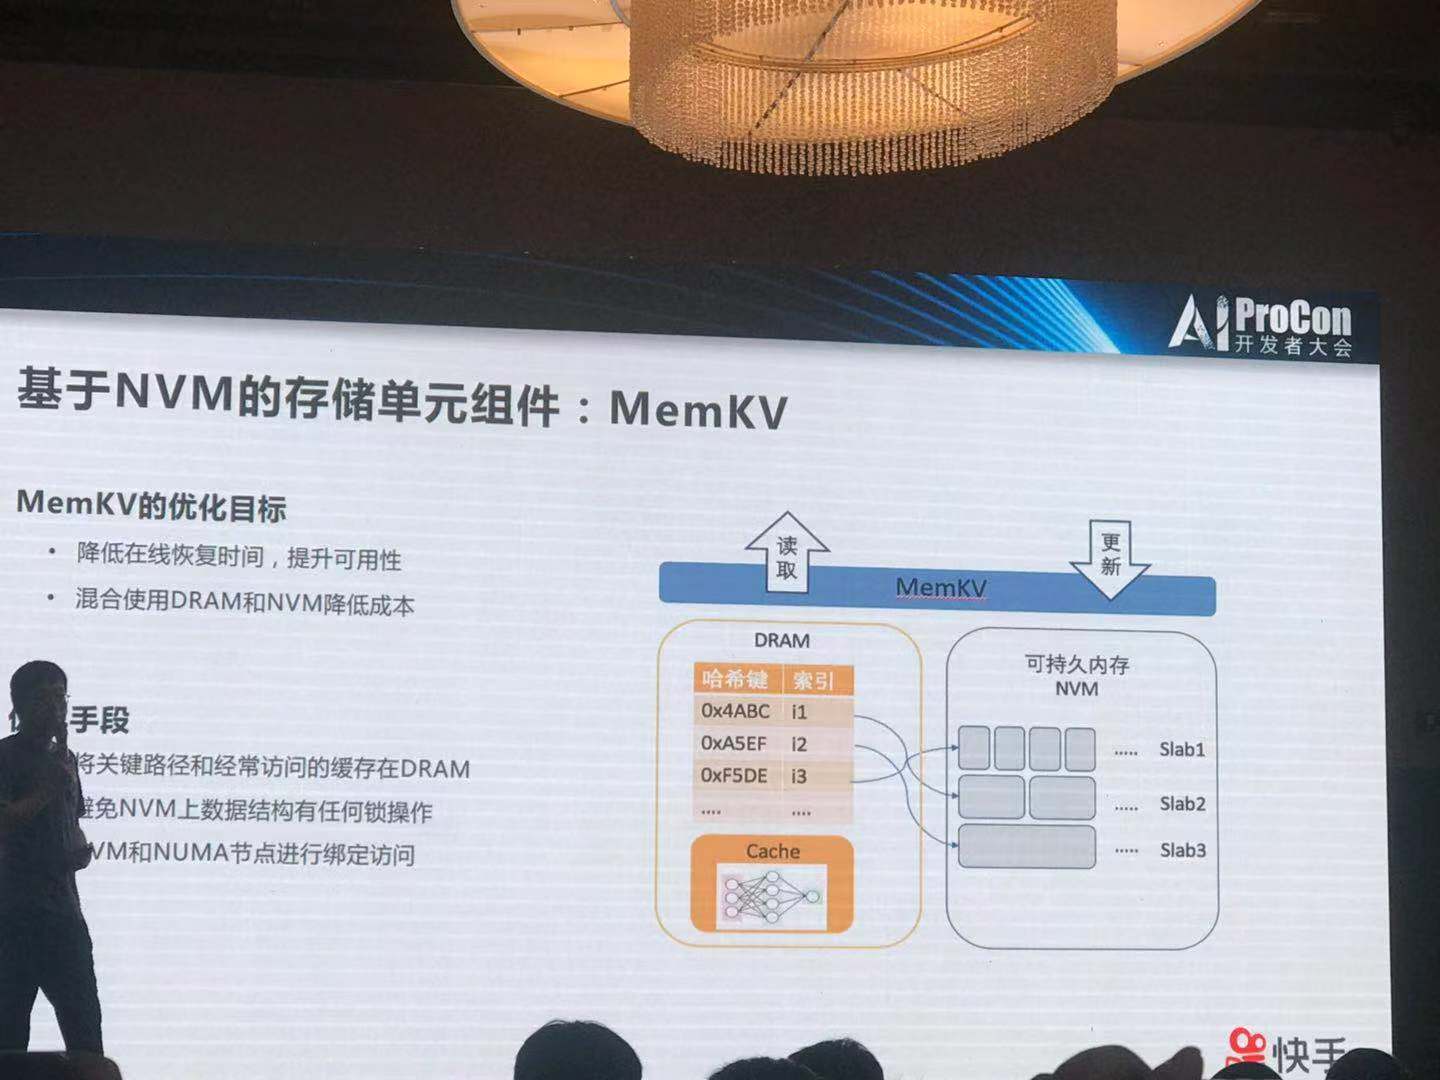 AI ProCon
开发者大会
基于NVM的存储单元组件：MemKV
MemKV的优化目标
• 降低在线恢复时间，提升可用性
• 混合使用DRAM和NVM降低成本
手段
将关键路径和经常访问的缓存在DRAM
避免NVM上数据结构有任何锁操作
VM和NUMA节点进行绑定访问
读取
更新
MemKV
DRAM
哈希键 索引
0x4ABC i1
0xA5EF i2
0xF5DE i3
.... ....
Cache
可持久内存
NVM
..... Slab1
..... Slab2
..... Slab3
快手